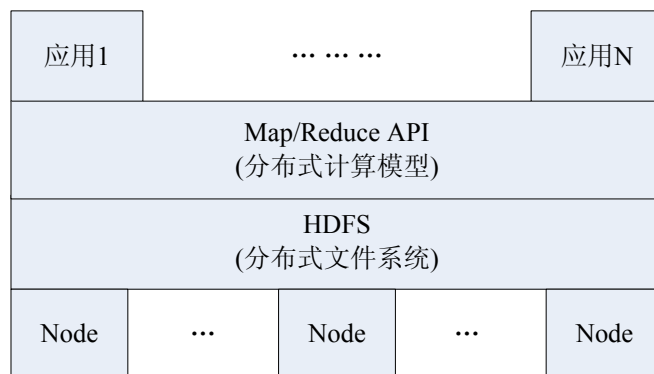 应用1 … … … 应用N
Map/Reduce API
(分布式计算模型)
HDFS
(分布式文件系统)
Node … Node … Node